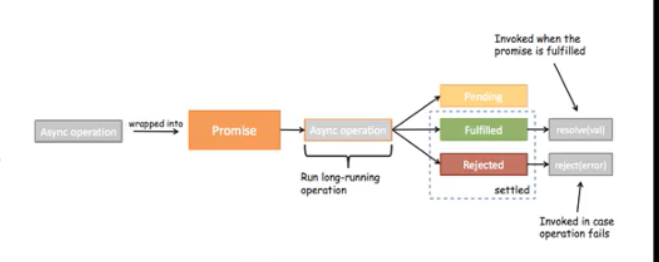 Invoked when the
promise is fulfilled
Pending
Async operation
wrapped into
Promise
Async operation
Fulfilled
resolve(val)
Rejected
reject(error)
Run long-running
operation
settled
Invoked in case
operation fails